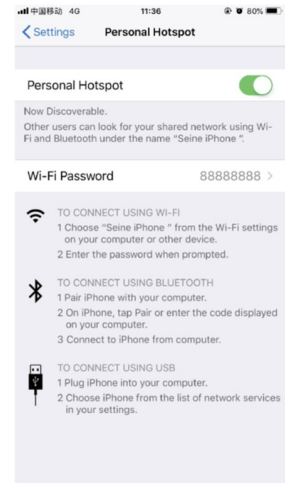 中国移动 4G 11:36 80%
Settings Personal Hotspot
Personal Hotspot
Now Discoverable.
Other users can look for your shared network using Wi-
Fi and Bluetooth under the name “Seine iPhone ”.
Wi-Fi Password 88888888
TO CONNECT USING WI-FI
1 Choose “Seine iPhone ” from the Wi-Fi settings
on your computer or other device.
2 Enter the password when prompted.
TO CONNECT USING BLUETOOTH
1 Pair iPhone with your computer.
2 On iPhone, tap Pair or enter the code displayed
on your computer.
3 Connect to iPhone from computer.
TO CONNECT USING USB
1 Plug iPhone into your computer.
2 Choose iPhone from the list of network services
in your settings.